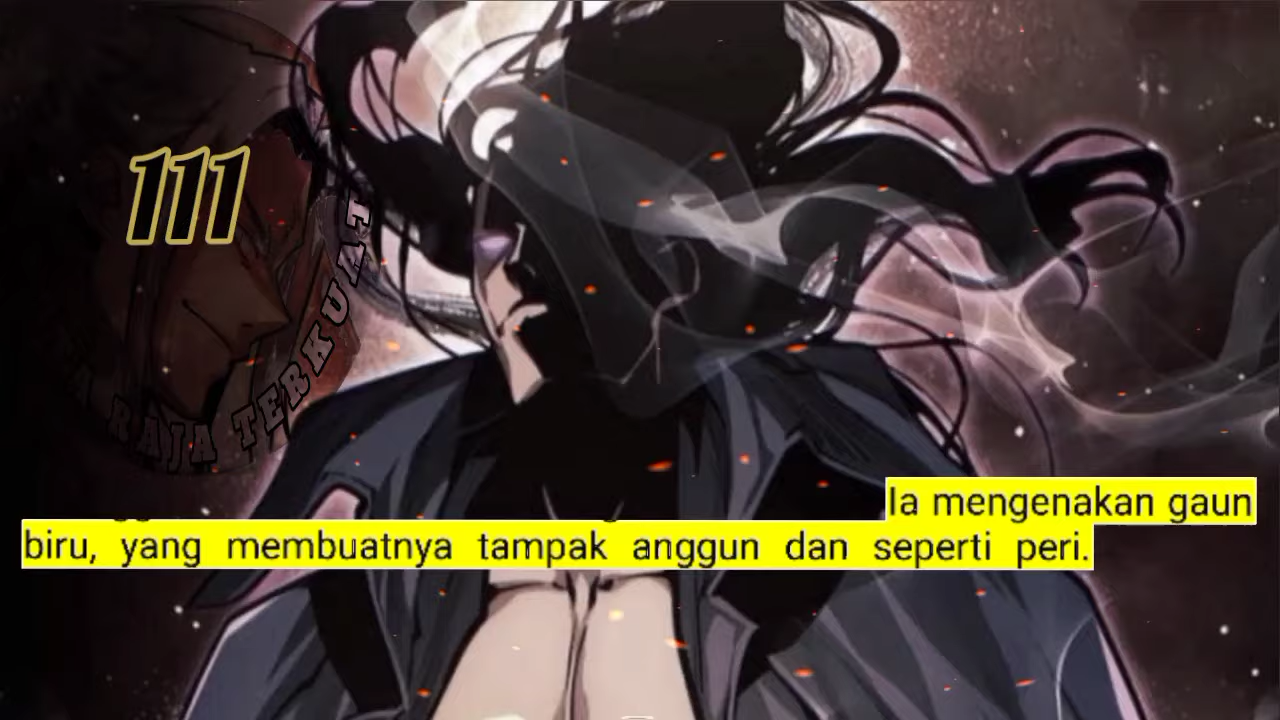 111
A RAJA TERKUAT
Ia mengenakan gaun
biru, yang membuatnya tampak anggun dan seperti peri.